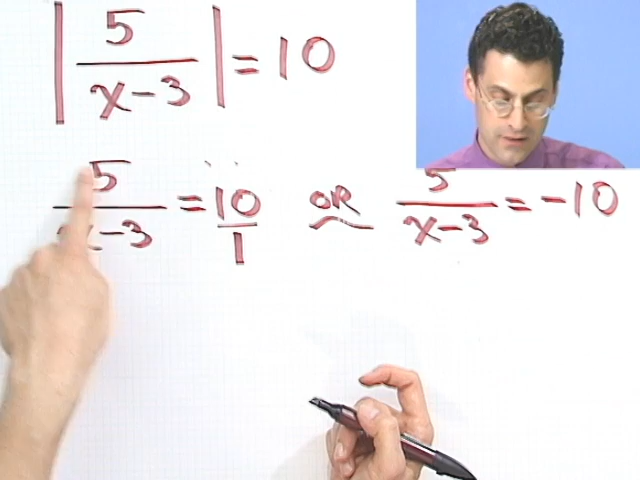 | 5/(x-3) | = 10
5/(x-3) = 10/1 OR 5/(x-3) = -10